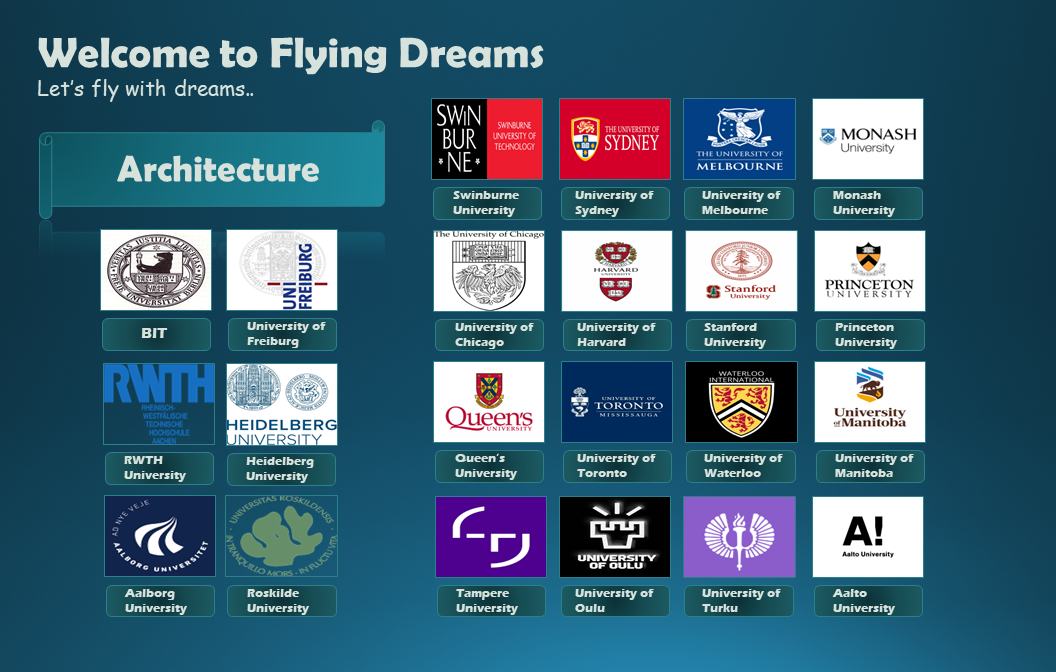 Welcome to Flying Dreams
Let's fly with dreams..
Architecture
SWiN
BUR
NE
SWINBURNE
UNIVERSITY OF
TECHNOLOGY
THE UNIVERSITY OF
SYDNEY
THE UNIVERSITY OF
MELBOURNE
MONASH
University
Swinburne
University
University of
Sydney
University of
Melbourne
Monash
University
VERITAS IUSTITIA LIBERTAS
FREIE UNIVERSITÄT BERLIN
UNI
FREIBURG
The University of Chicago
HARVARD
UNIVERSITY
Stanford
University
PRINCETON
UNIVERSITY
BIT
University of
Freiburg
University of
Chicago
University of
Harvard
Stanford
University
Princeton
University
RWTH
RHEINISCH-
WESTFÄLISCHE
TECHNISCHE
HOCHSCHULE
AACHEN
HEIDELBERG
UNIVERSITY
Queen's
UNIVERSITY
UNIVERSITY OF
TORONTO
MISSISSAUGA
WATERLOO
INTERNATIONAL
University
of Manitoba
RWTH
University
Heidelberg
University
Queen's
University
University of
Toronto
University of
Waterloo
University of
Manitoba
AD NYE VEJE
AALBORG UNIVERSITET
UNIVERSITAS ROSKILDENSIS
IN TRANQUILLO MORS - IN FLUCTU VITA
UNIVERSITY
OF OULU
A!
Aalto University
Aalborg
University
Roskilde
University
Tampere
University
University of
Oulu
University of
Turku
Aalto
University